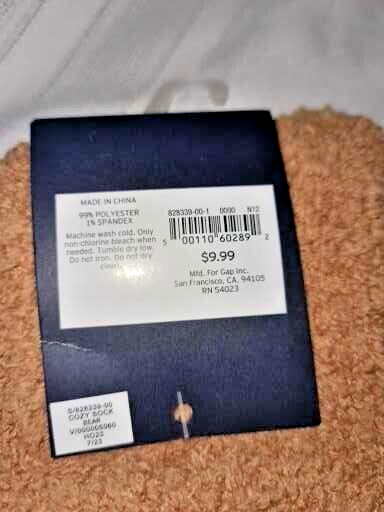 MADE IN CHINA
99% POLYESTER
1% SPANDEX
Machine wash cold. Only
non-chlorine bleach when
needed. Tumble dry low.
Do not iron. Do not dry
clean.
828339-00-1 0000 N12
5 00110 60289 2
$9.99
Mfd. For Gap Inc.
San Francisco, CA, 94105
RN 54023
S/828339-00
COZY SOCK
BEAR
V/000006060
HO23
7/23